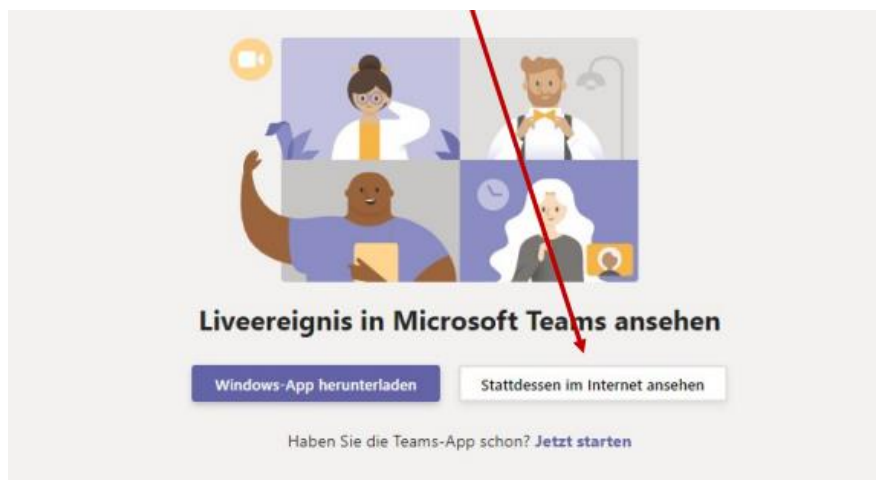 Liveereignis in Microsoft Teams ansehen
Windows-App herunterladen
Stattdessen im Internet ansehen
Haben Sie die Teams-App schon? Jetzt starten